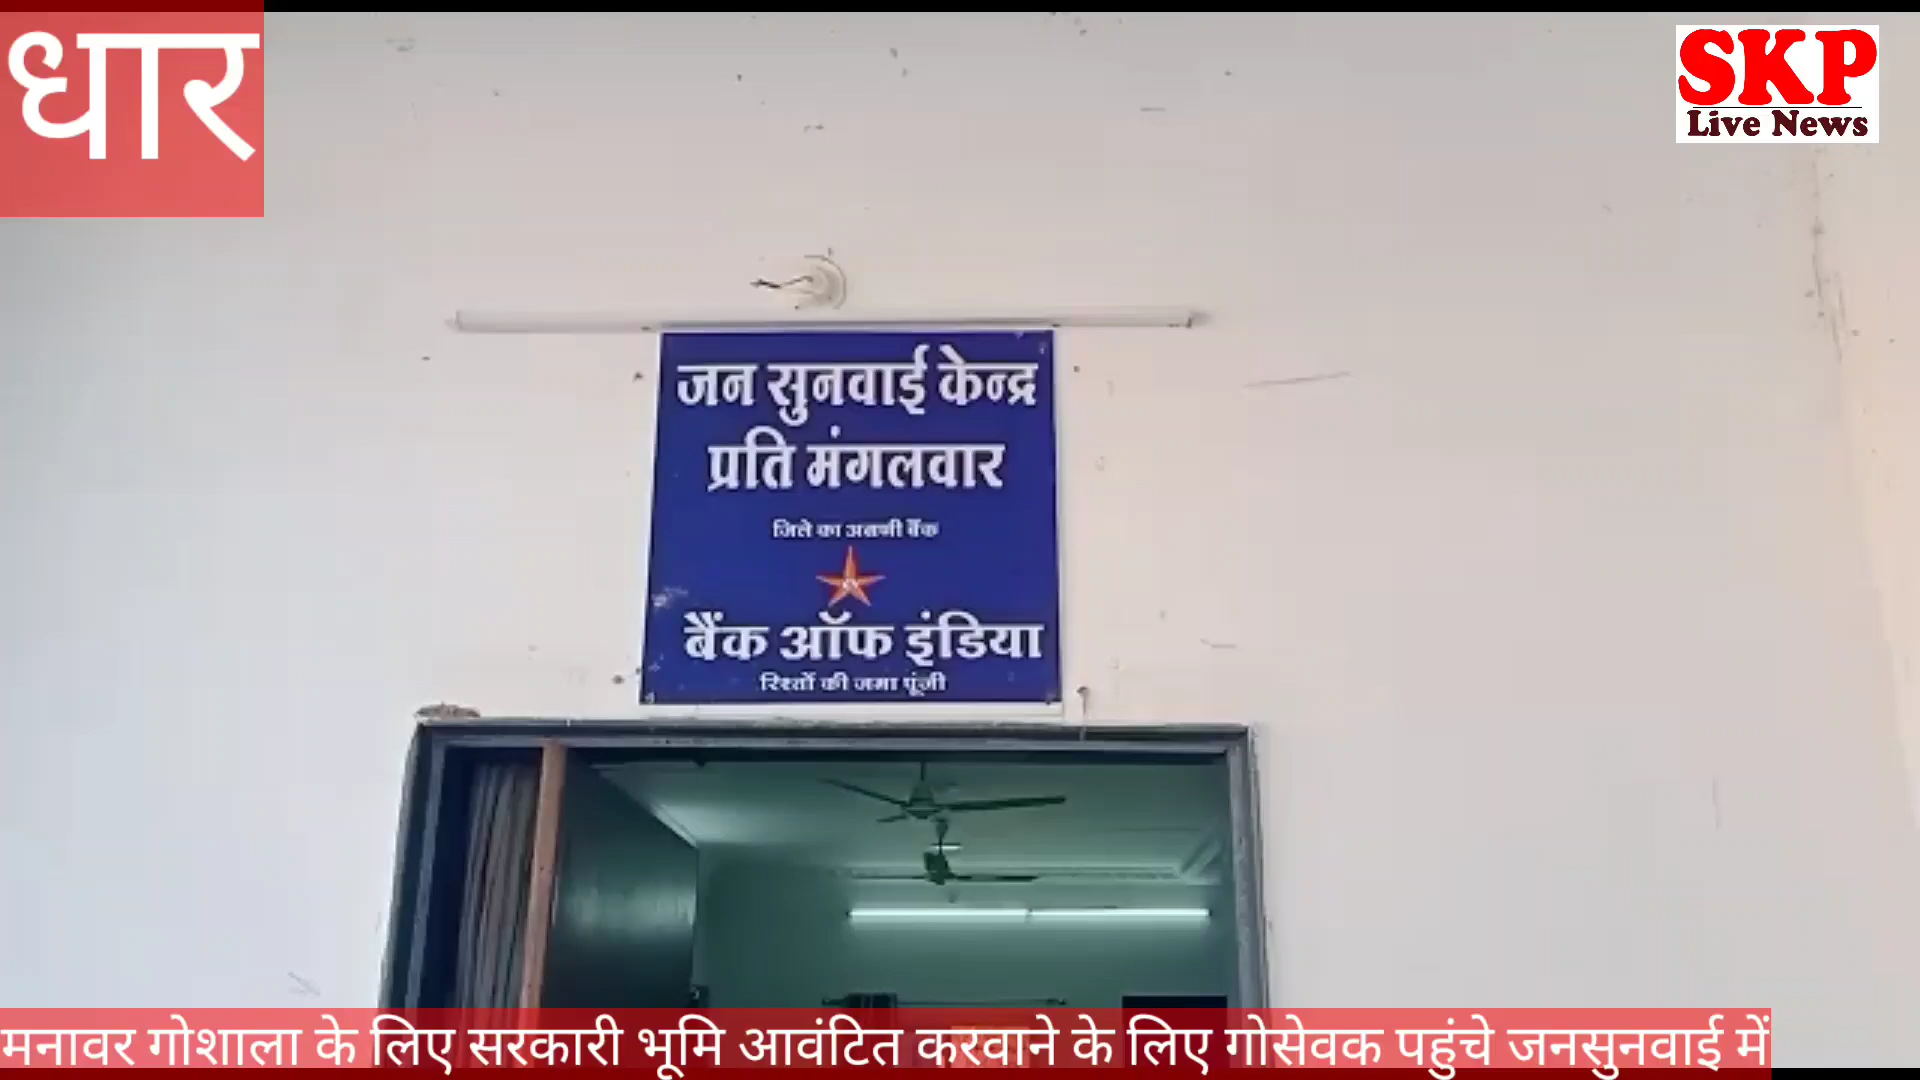 धार
SKP
Live News
जन सुनवाई केन्द्र
प्रति मंगलवार
जिले का अग्रणी बैंक
बैंक ऑफ इंडिया
रिश्तों की जमा पूंजी
मनावर गोशाला के लिए सरकारी भूमि आवंटित करवाने के लिए गोसेवक पहुंचे जनसुनवाई में